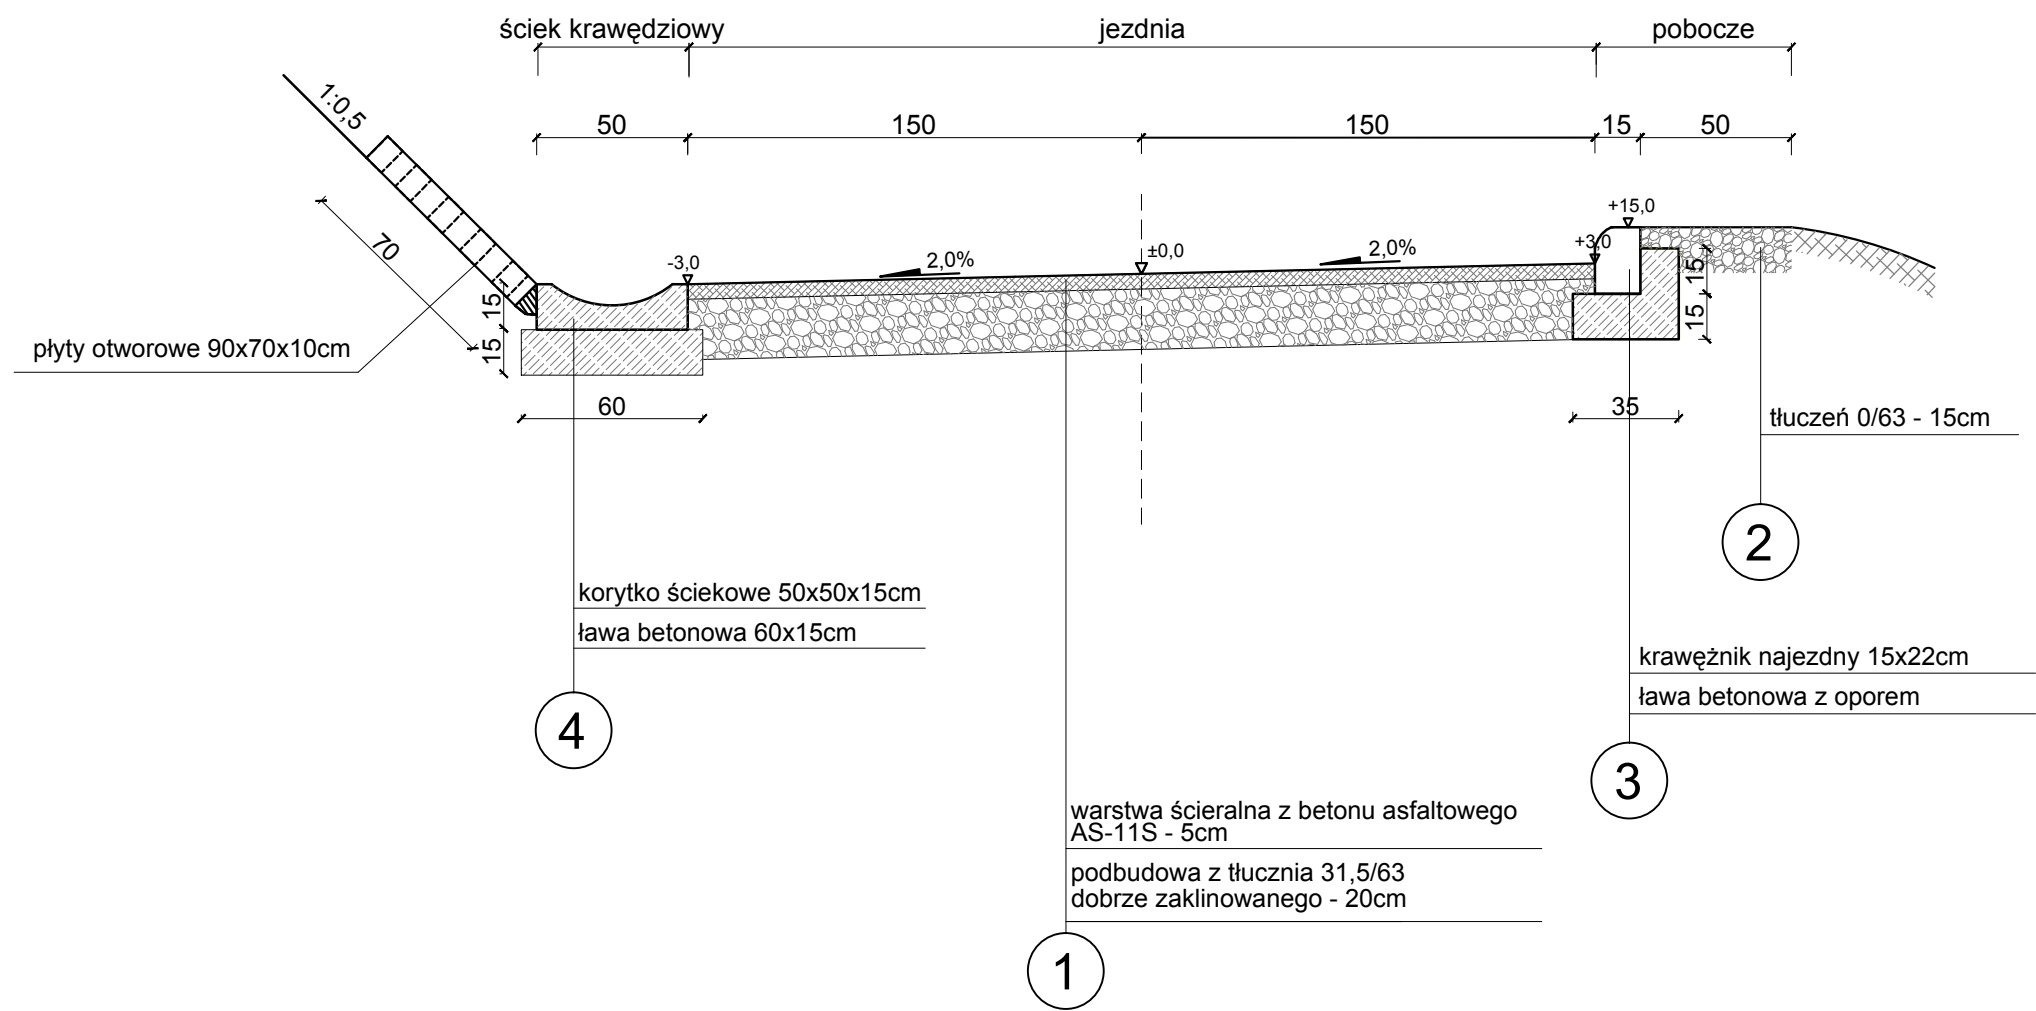 ściek krawędziowy
jezdnia
pobocze
1:0,5
50
150
150
15
50
70
-3,0
2,0%
±0,0
2,0%
+3,0
+15,0
15
15
15
15
płyty otworowe 90x70x10cm
60
35
tłuczeń 0/63 - 15cm
2
korytko ściekowe 50x50x15cm
ława betonowa 60x15cm
4
krawężnik najezdny 15x22cm
ława betonowa z oporem
3
warstwa ścieralna z betonu asfaltowego
AS-11S - 5cm
podbudowa z tłucznia 31,5/63
dobrze zaklinowanego - 20cm
1